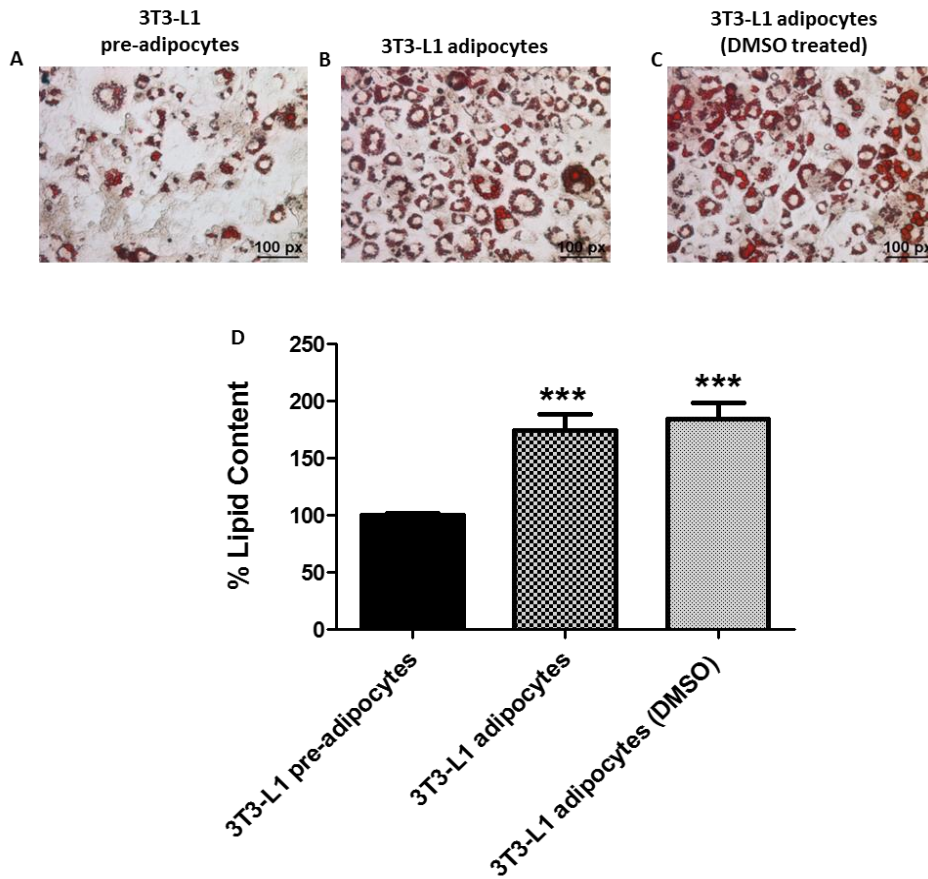 3T3-L1
pre-adipocytes
3T3-L1 adipocytes
3T3-L1 adipocytes
(DMSO treated)
A
B
C
100 px
100 px
100 px
D
% Lipid Content
250
200
150
100
50
0
***
***
3T3-L1 pre-adipocytes
3T3-L1 adipocytes
3T3-L1 adipocytes (DMSO)